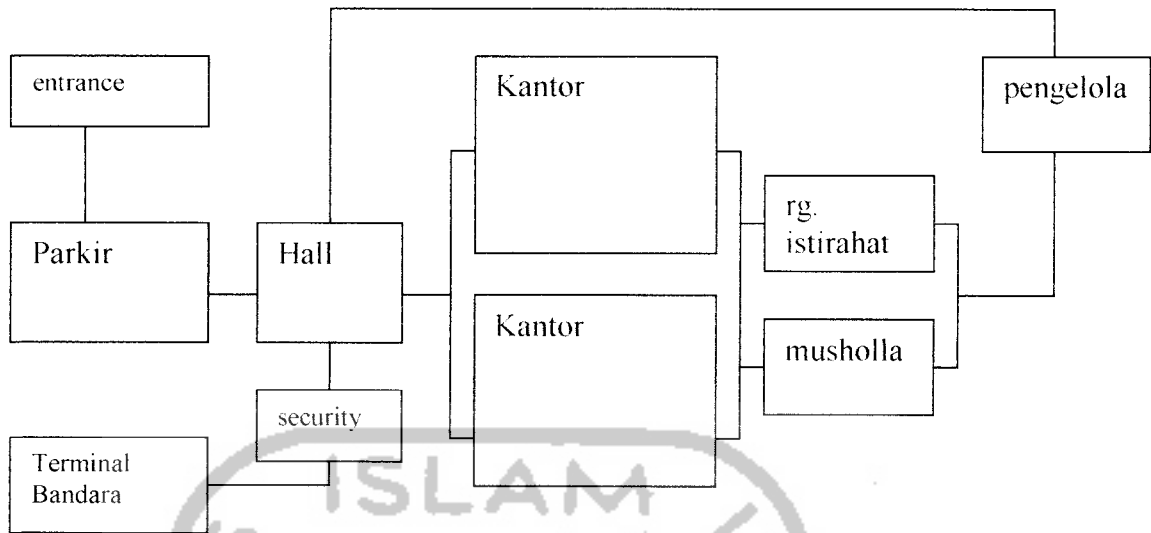 entrance
Kantor
pengelola
Parkir
Hall
rg.
istirahat
Kantor
musholla
security
Terminal
Bandara
ISLAM